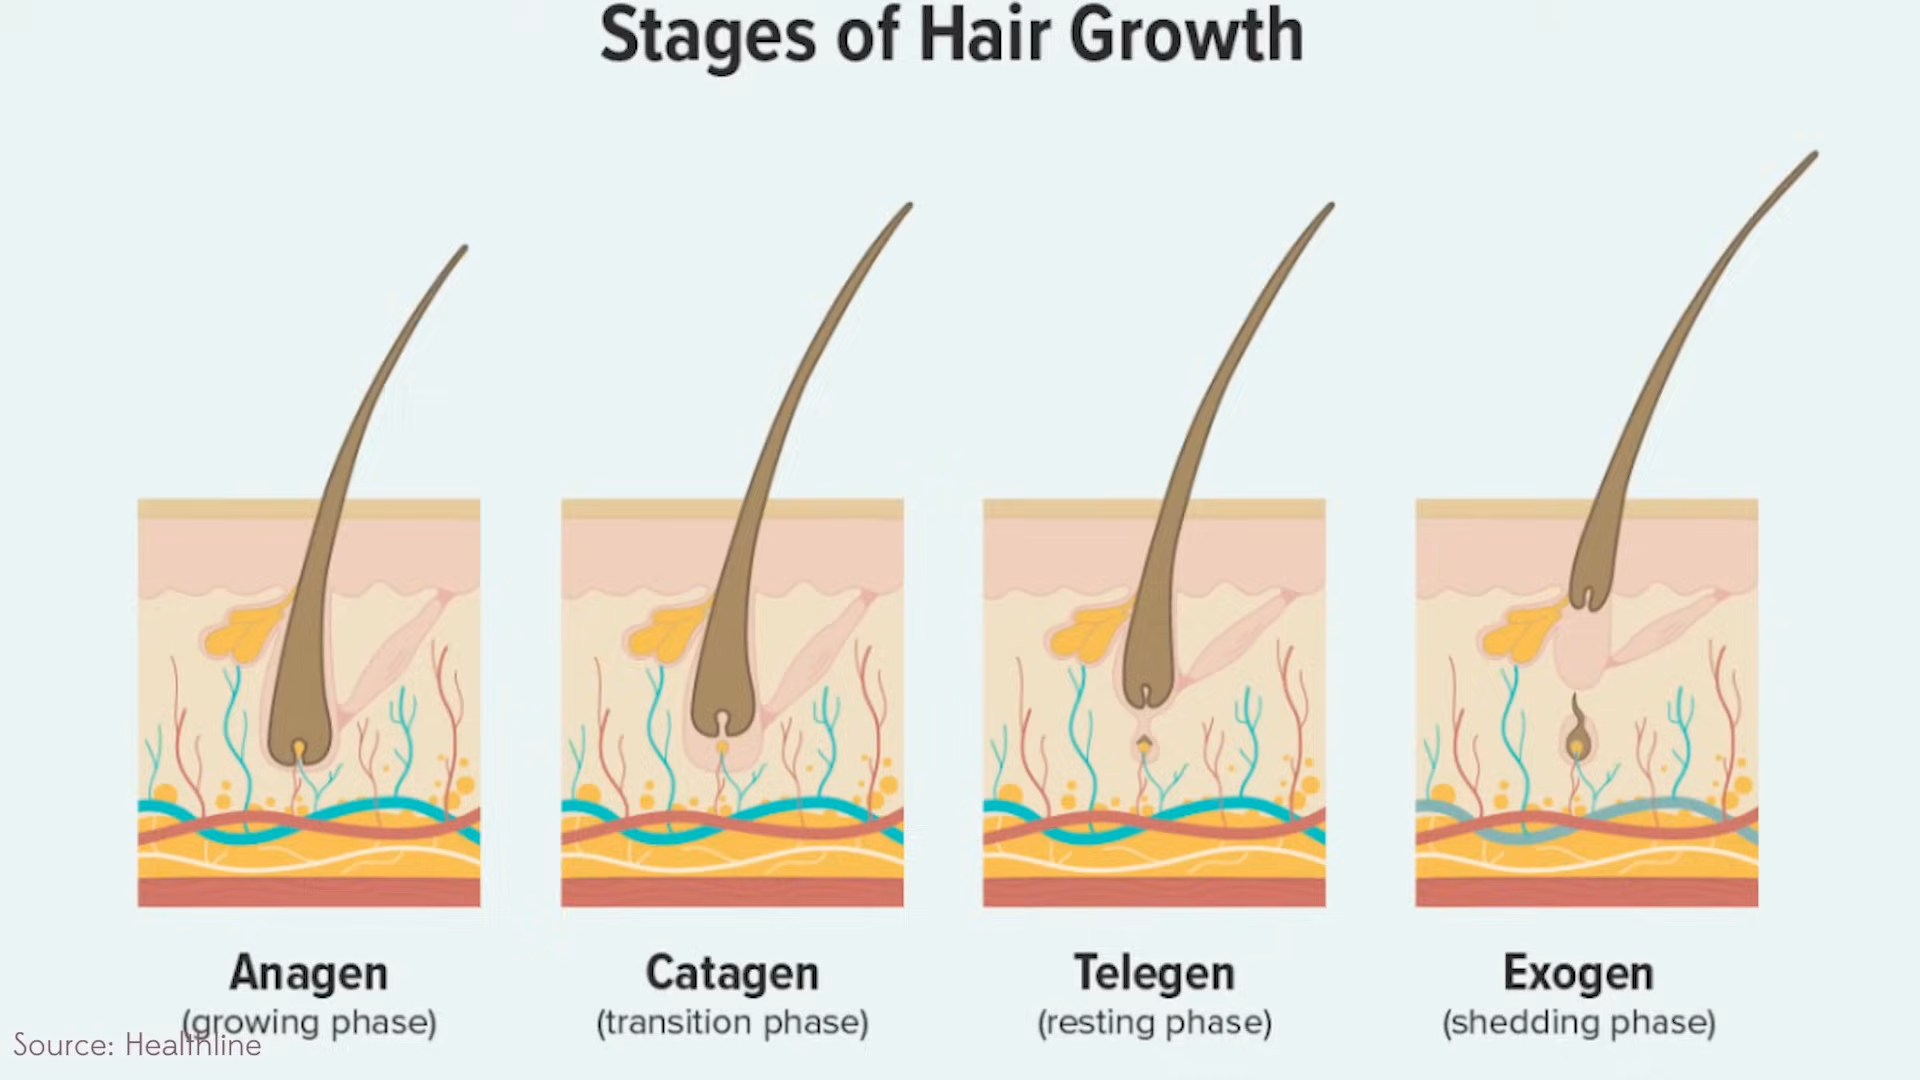 Stages of Hair Growth
Anagen
(growing phase)
Catagen
(transition phase)
Telegen
(resting phase)
Exogen
(shedding phase)
Source: Healthline